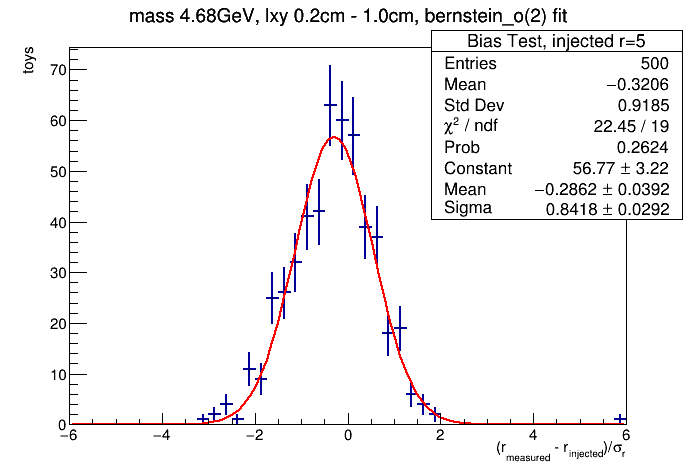 mass 4.68GeV, lxy 0.2cm - 1.0cm, bernstein_o(2) fit
toys
Bias Test, injected r=5
Entries 500
Mean −0.3206
Std Dev 0.9185
χ² / ndf 22.45 / 19
Prob 0.2624
Constant 56.77 ± 3.22
Mean −0.2862 ± 0.0392
Sigma 0.8418 ± 0.0292
70
60
50
40
30
20
10
0
−6 −4 −2 0 2 4 6
(r_measured - r_injected)/σ_r